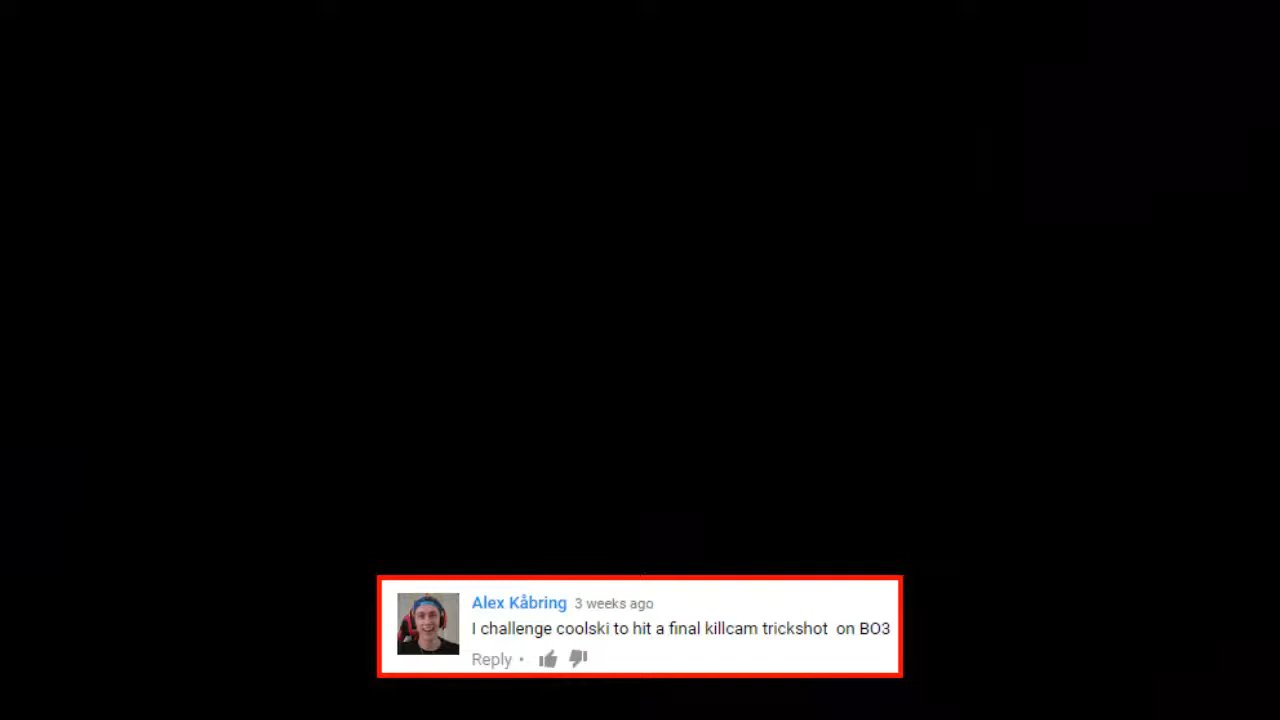 Alex Kåbring 3 weeks ago
I challenge coolski to hit a final killcam trickshot  on BO3
Reply •